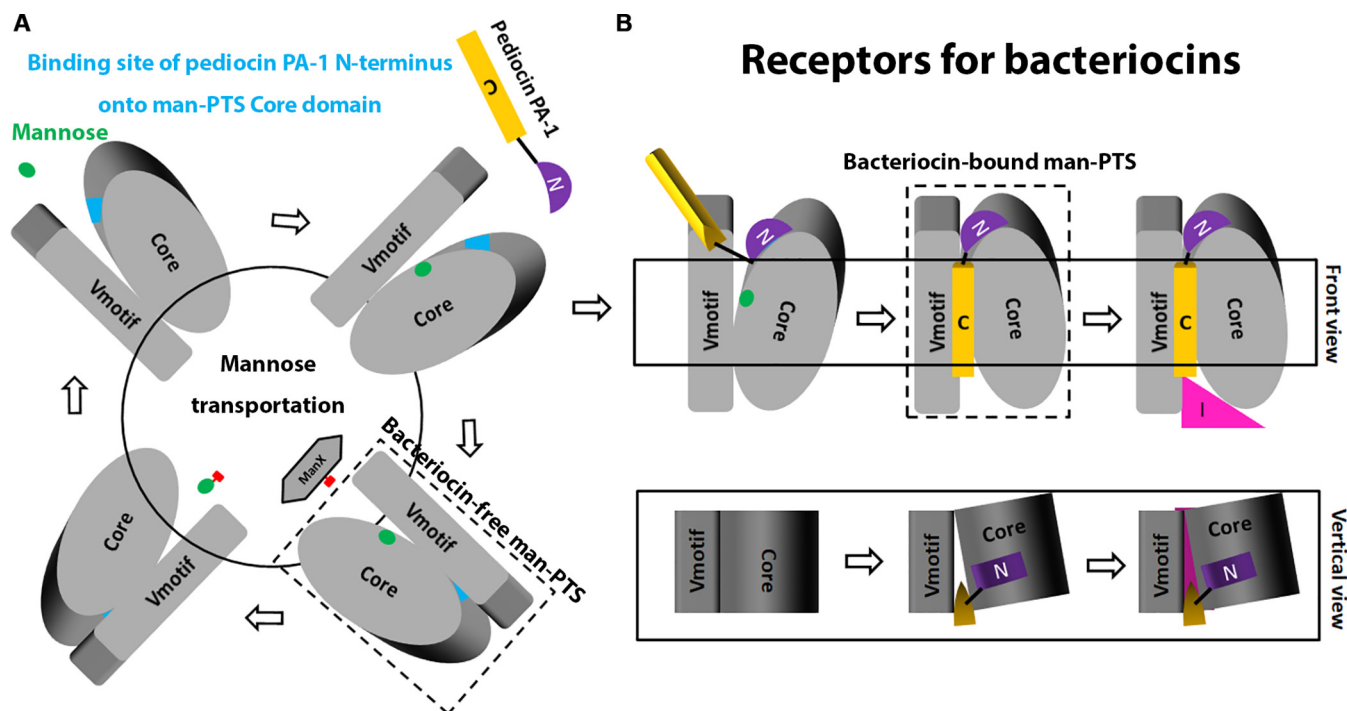 A
Binding site of pediocin PA-1 N-terminus
onto man-PTS Core domain
Mannose
C
Pediocin PA-1
N
Core
Vmotif
Vmotif
Core
Mannose
transportation
ManX
Bacteriocin-free man-PTS
Vmotif
Core
Core
Vmotif
B
Receptors for bacteriocins
Bacteriocin-bound man-PTS
N
Vmotif
Core
N
Vmotif
C
Core
N
Vmotif
C
Core
I
Front view
Vmotif
Core
Vmotif
Core
N
Vmotif
Core
N
Vertical view